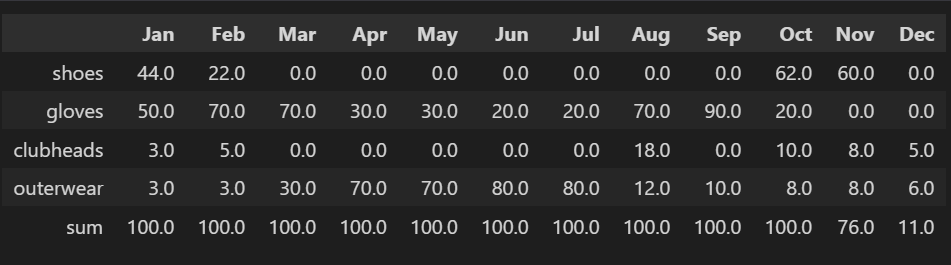 Jan Feb Mar Apr May Jun Jul Aug Sep Oct Nov Dec
shoes 44.0 22.0 0.0 0.0 0.0 0.0 0.0 0.0 0.0 62.0 60.0 0.0
gloves 50.0 70.0 70.0 30.0 30.0 20.0 20.0 70.0 90.0 20.0 0.0 0.0
clubheads 3.0 5.0 0.0 0.0 0.0 0.0 0.0 18.0 0.0 10.0 8.0 5.0
outerwear 3.0 3.0 30.0 70.0 70.0 80.0 80.0 12.0 10.0 8.0 8.0 6.0
sum 100.0 100.0 100.0 100.0 100.0 100.0 100.0 100.0 100.0 100.0 76.0 11.0